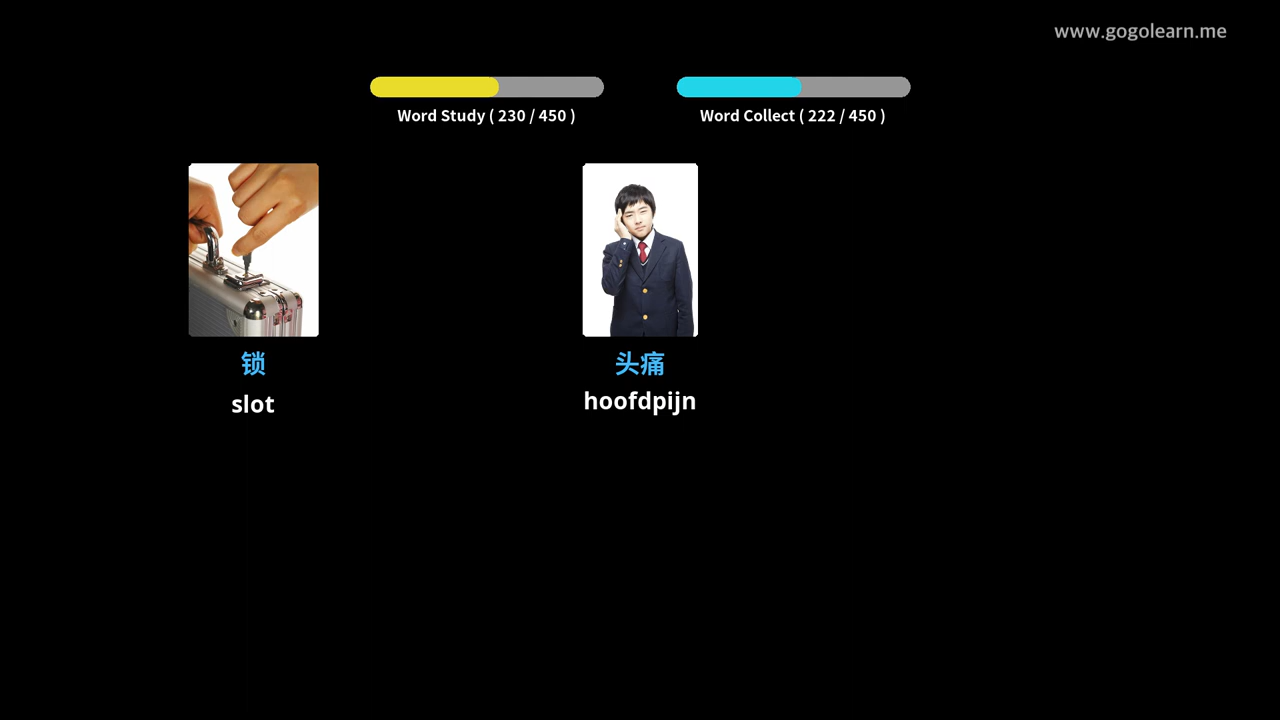 www.gogolearn.me
Word Study ( 230 / 450 )
Word Collect ( 222 / 450 )
锁
slot
头痛
hoofdpijn